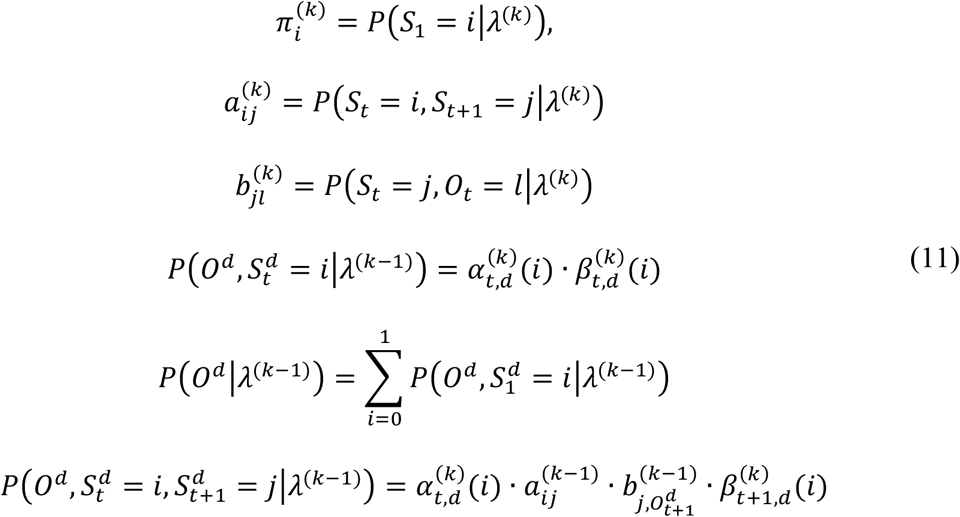 π_i^{(k)} = P(S_1 = i|λ^{(k)}),
a_{ij}^{(k)} = P(S_t = i, S_{t+1} = j|λ^{(k)})
b_{jl}^{(k)} = P(S_t = j, O_t = l|λ^{(k)})
P(O^d, S_t^d = i|λ^{(k-1)}) = α_{t,d}^{(k)}(i) · β_{t,d}^{(k)}(i) (11)
P(O^d|λ^{(k-1)}) = ∑_{i=0}^{1} P(O^d, S_1^d = i|λ^{(k-1)})
P(O^d, S_t^d = i, S_{t+1}^d = j|λ^{(k-1)}) = α_{t,d}^{(k)}(i) · a_{ij}^{(k-1)} · b_{j,O_{t+1}^d}^{(k-1)} · β_{t+1,d}^{(k)}(i)